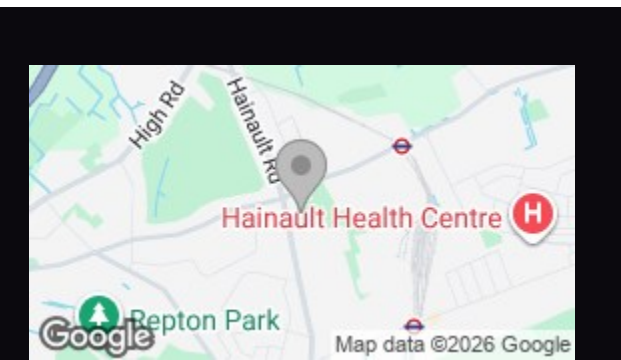 High Rd
Hainault Rd
Hainault Health Centre
H
Repton Park
Google
Map data ©2026 Google